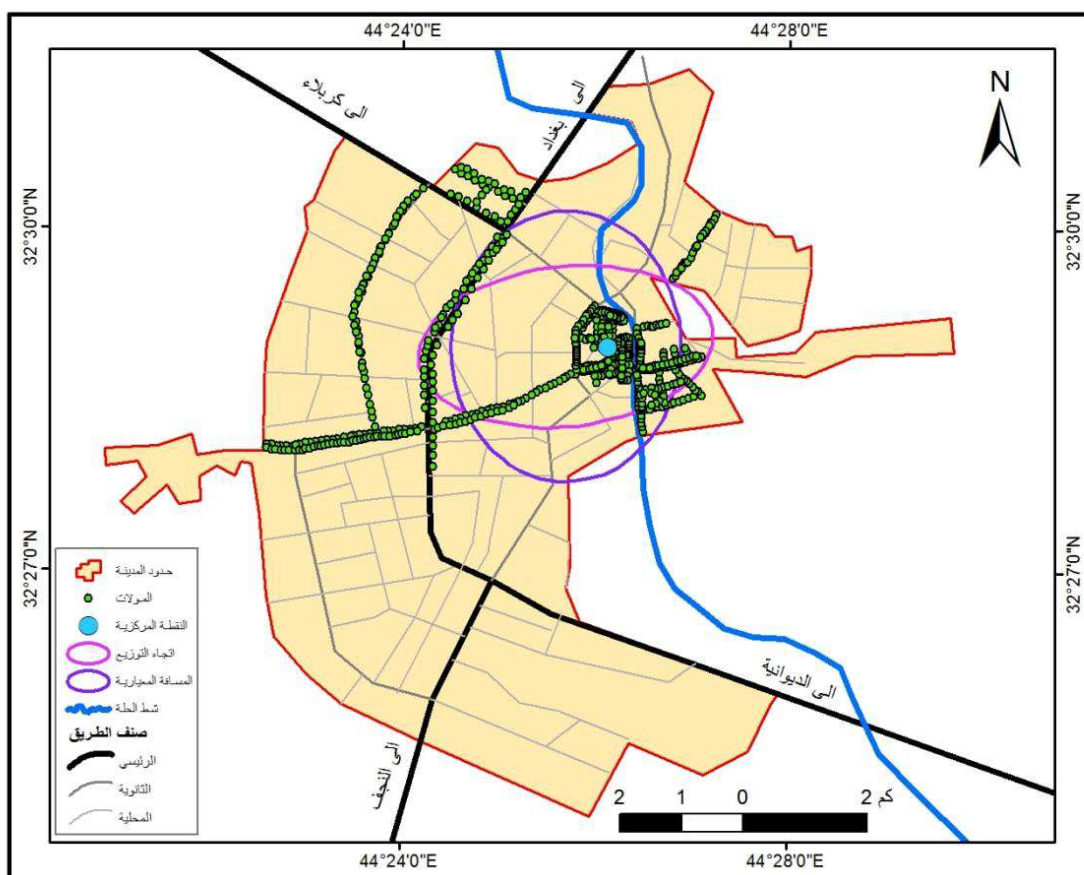 44°24'0"E
44°28'0"E
N
الى كربلاء
الى بغداد
32°30'0"N
32°30'0"N
32°27'0"N
32°27'0"N
حدود المدينة
المولات
النقطة المركزية
اتجاه التوزيع
المسافة المعيارية
شط الحلة
صنف الطريق
الرئيسي
الثانوية
المحلية
الى الديوانية
الى النجف
2 1 0 2 كم
44°24'0"E
44°28'0"E